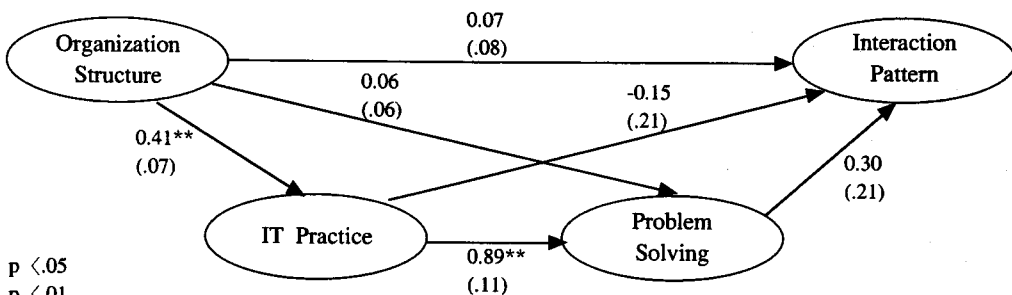 0.07
(.08)
Organization
Structure
Interaction
Pattern
0.06
(.06)
-0.15
(.21)
0.41**
(.07)
0.30
(.21)
IT Practice
Problem
Solving
0.89**
(.11)
p <.05
p <.01